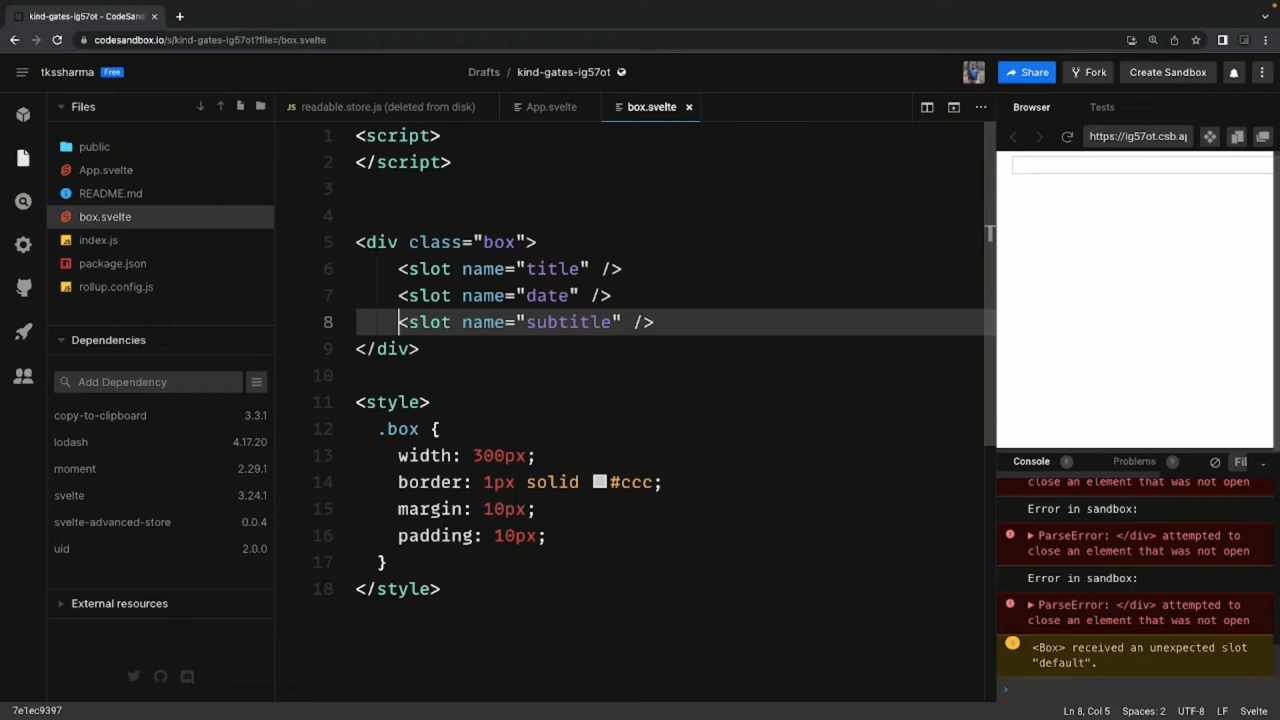 kind-gates-ig57ot - CodeSand
codesandbox.io/s/kind-gates-ig57ot?file=/box.svelte
tkssharma Free
Drafts / kind-gates-ig57ot
Share Fork Create Sandbox
Files
public
App.svelte
README.md
box.svelte
index.js
package.json
rollup.config.js
Dependencies
Add Dependency
copy-to-clipboard 3.3.1
lodash 4.17.20
moment 2.29.1
svelte 3.24.1
svelte-advanced-store 0.0.4
uid 2.0.0
External resources
readable.store.js (deleted from disk) App.svelte box.svelte
1 <script>
2 </script>
3
4
5 <div class="box">
6 <slot name="title" />
7 <slot name="date" />
8 <slot name="subtitle" />
9 </div>
10
11 <style>
12 .box {
13 width: 300px;
14 border: 1px solid #ccc;
15 margin: 10px;
16 padding: 10px;
17 }
18 </style>
Browser Tests
https://ig57ot.csb.ap
Console 0 Problems 0 Fil
close an element that was not open
Error in sandbox:
ParseError: </div> attempted to
close an element that was not open
Error in sandbox:
ParseError: </div> attempted to
close an element that was not open
<Box> received an unexpected slot
"default".
7e1ec9397
Ln 8, Col 5 Spaces: 2 UTF-8 LF Svelte